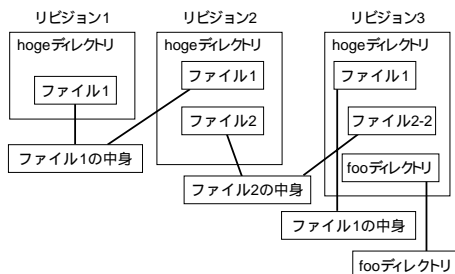 リビジョン1
リビジョン2
リビジョン3
hogeディレクトリ
hogeディレクトリ
hogeディレクトリ
ファイル1
ファイル1
ファイル1
ファイル2
ファイル2-2
ファイル1の中身
fooディレクトリ
ファイル2の中身
ファイル1の中身
fooディレクトリ